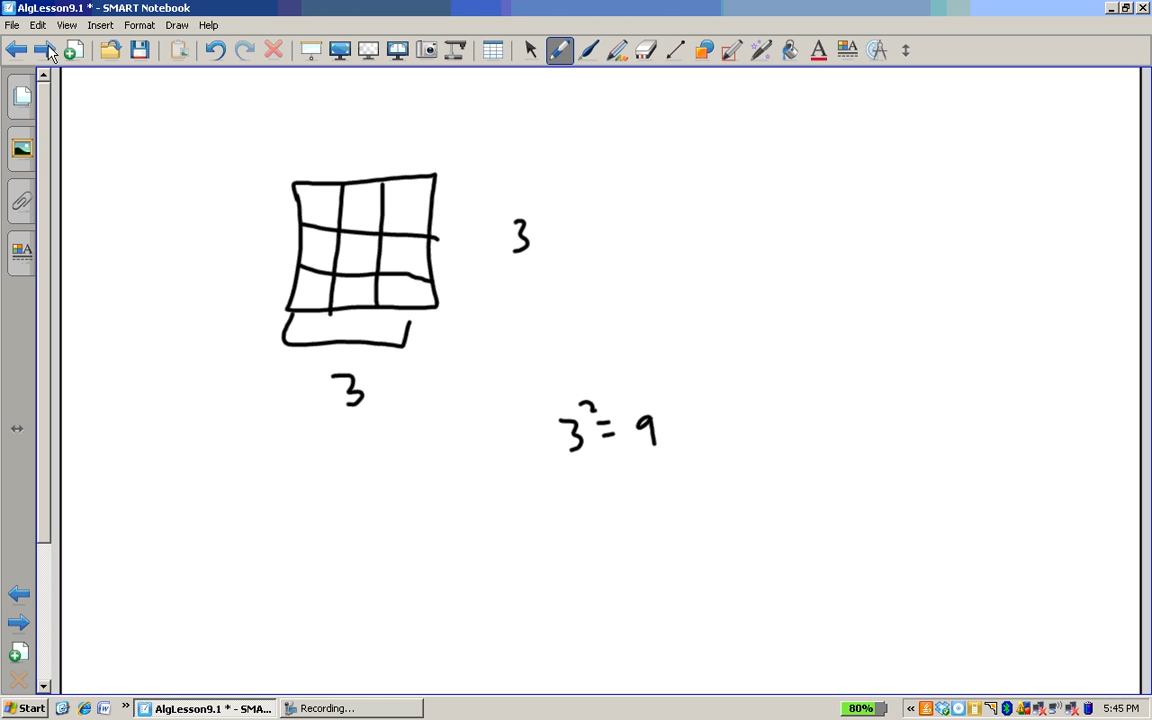 AlgLesson9.1 * - SMART Notebook
File Edit View Insert Format Draw Help
3
3
3² = 9
Start
AlgLesson9.1 * - SMA...
Recording...
80%
5:45 PM